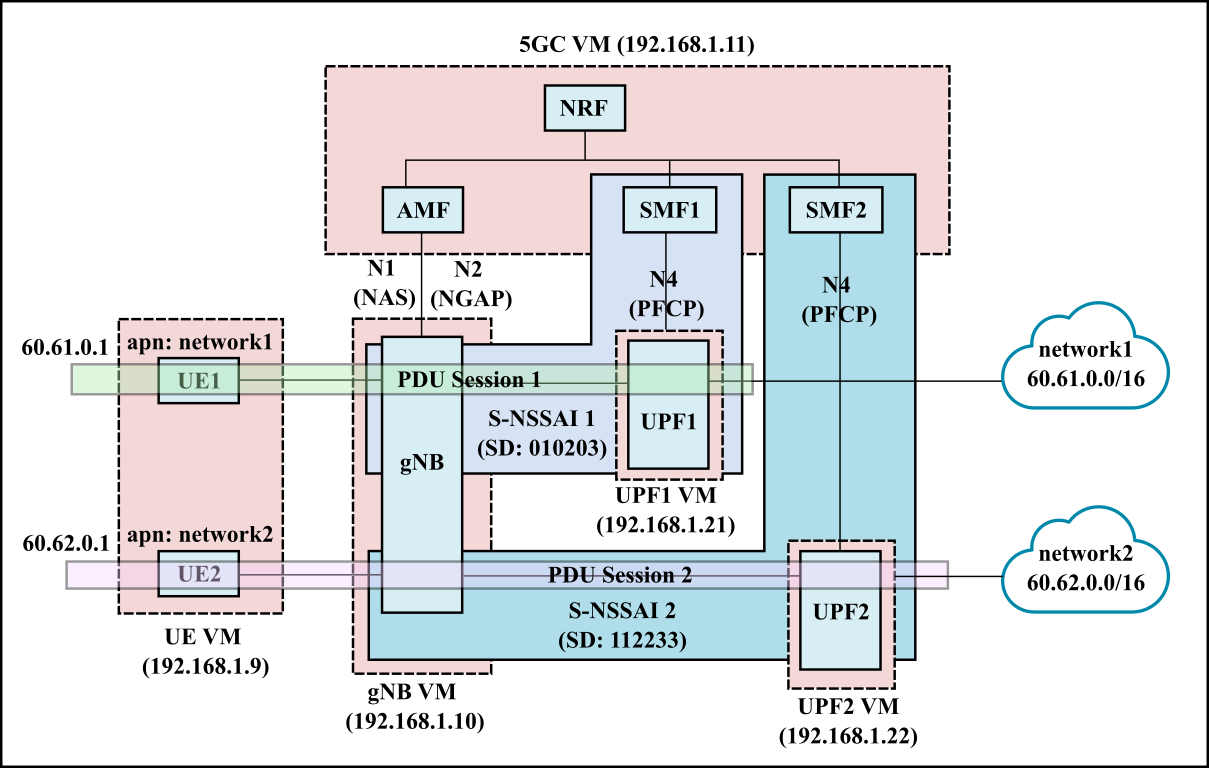 5GC VM (192.168.1.11)
NRF
AMF
SMF1
SMF2
N1
(NAS)
N2
(NGAP)
N4
(PFCP)
N4
(PFCP)
60.61.0.1
apn: network1
UE1
PDU Session 1
S-NSSAI 1
(SD: 010203)
gNB
UPF1
UPF1 VM
(192.168.1.21)
network1
60.61.0.0/16
60.62.0.1
apn: network2
UE2
PDU Session 2
S-NSSAI 2
(SD: 112233)
UPF2
network2
60.62.0.0/16
UE VM
(192.168.1.9)
gNB VM
(192.168.1.10)
UPF2 VM
(192.168.1.22)